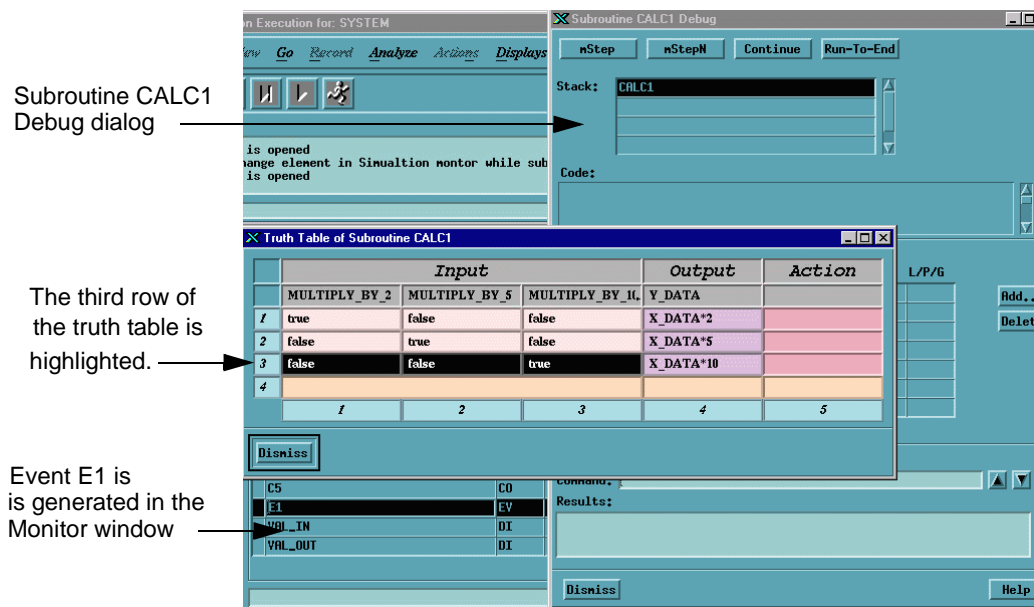 Subroutine CALC1
Debug dialog
The third row of
the truth table is
highlighted.
Event E1 is
is generated in the
Monitor window
on Execution for: SYSTEM
Go Record Analyze Actions Displays
is opened
hange element in Simualtion montor while sub
is opened
Subroutine CALC1 Debug
mStep mStepN Continue Run-To-End
Stack: CALC1
Code:
L/P/G
Add..
Delet
Truth Table of Subroutine CALC1
Input Output Action
MULTIPLY_BY_2 MULTIPLY_BY_5 MULTIPLY_BY_10 Y_DATA
1 true false false X_DATA*2
2 false true false X_DATA*5
3 false false true X_DATA*10
4
1 2 3 4 5
Dismiss
C5 CO
E1 EV
VAL_IN DI
VAL_OUT DI
Command:
Results:
Dismiss Help